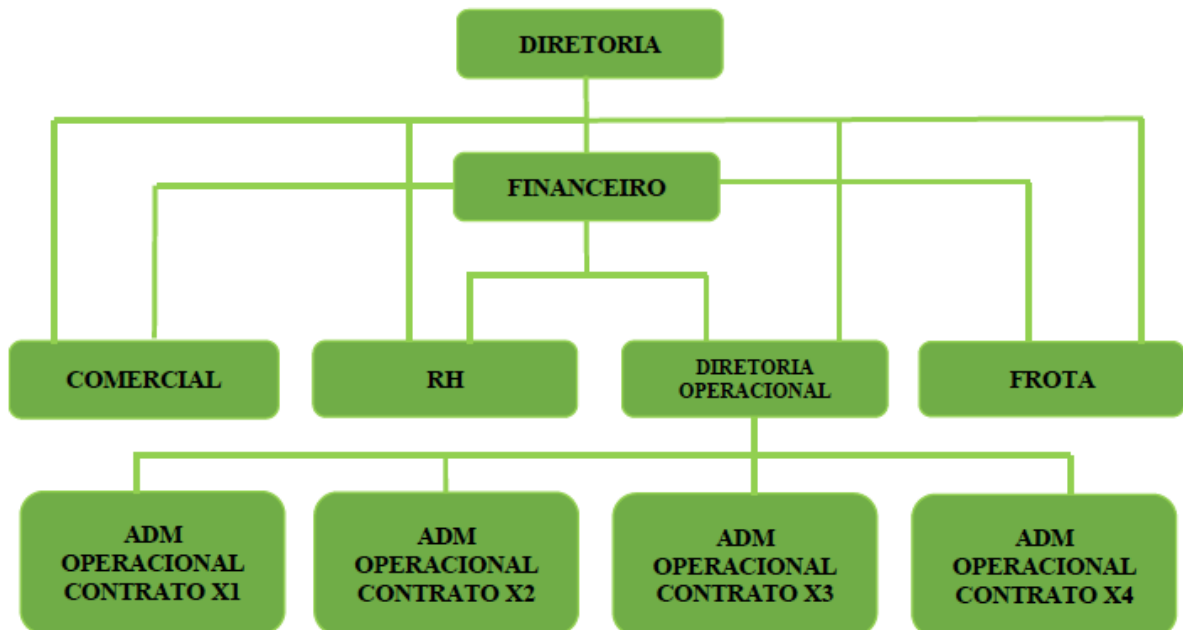 DIRETORIA
FINANCEIRO
COMERCIAL
RH
DIRETORIA
OPERACIONAL
FROTA
ADM
OPERACIONAL
CONTRATO X1
ADM
OPERACIONAL
CONTRATO X2
ADM
OPERACIONAL
CONTRATO X3
ADM
OPERACIONAL
CONTRATO X4